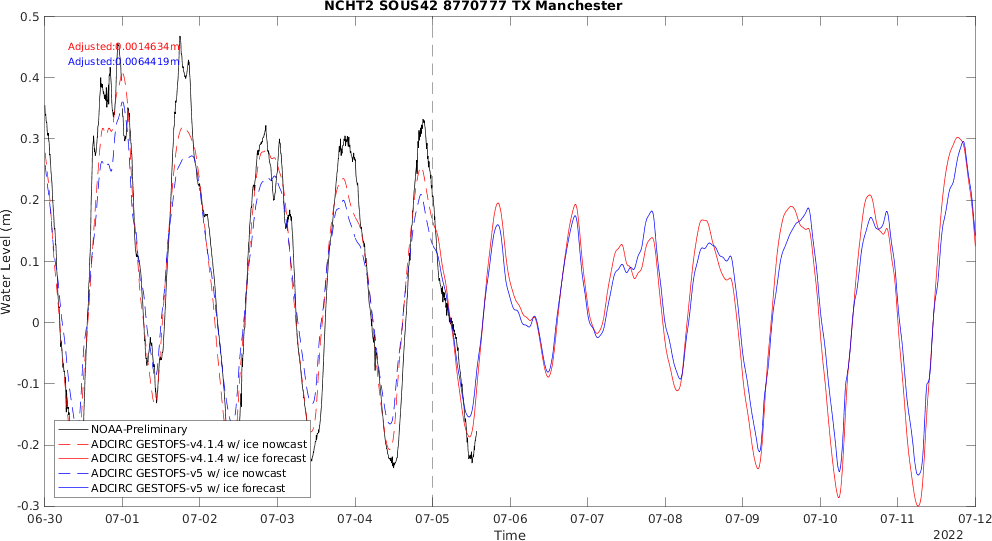 NCHT2 SOUS42 8770777 TX Manchester
Adjusted:0.0014634m
Adjusted:0.0064419m
Water Level (m)
0.5
0.4
0.3
0.2
0.1
0
-0.1
-0.2
-0.3
NOAA-Preliminary
ADCIRC GESTOFS-v4.1.4 w/ ice nowcast
ADCIRC GESTOFS-v4.1.4 w/ ice forecast
ADCIRC GESTOFS-v5 w/ ice nowcast
ADCIRC GESTOFS-v5 w/ ice forecast
06-30 07-01 07-02 07-03 07-04 07-05 07-06 07-07 07-08 07-09 07-10 07-11 07-12
Time
2022